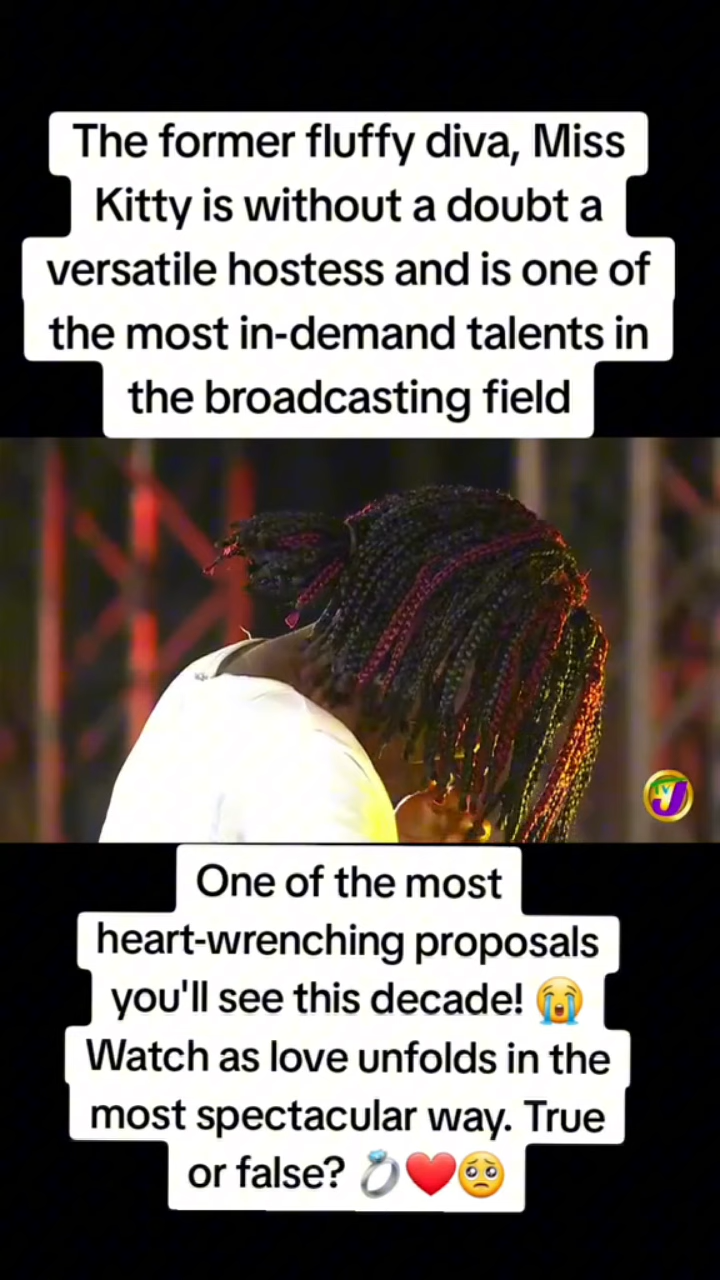 The former fluffy diva, Miss
Kitty is without a doubt a
versatile hostess and is one of
the most in-demand talents in
the broadcasting field
TVJ
One of the most
heart-wrenching proposals
you'll see this decade! 😭
Watch as love unfolds in the
most spectacular way. True
or false? 💍❤️🥺